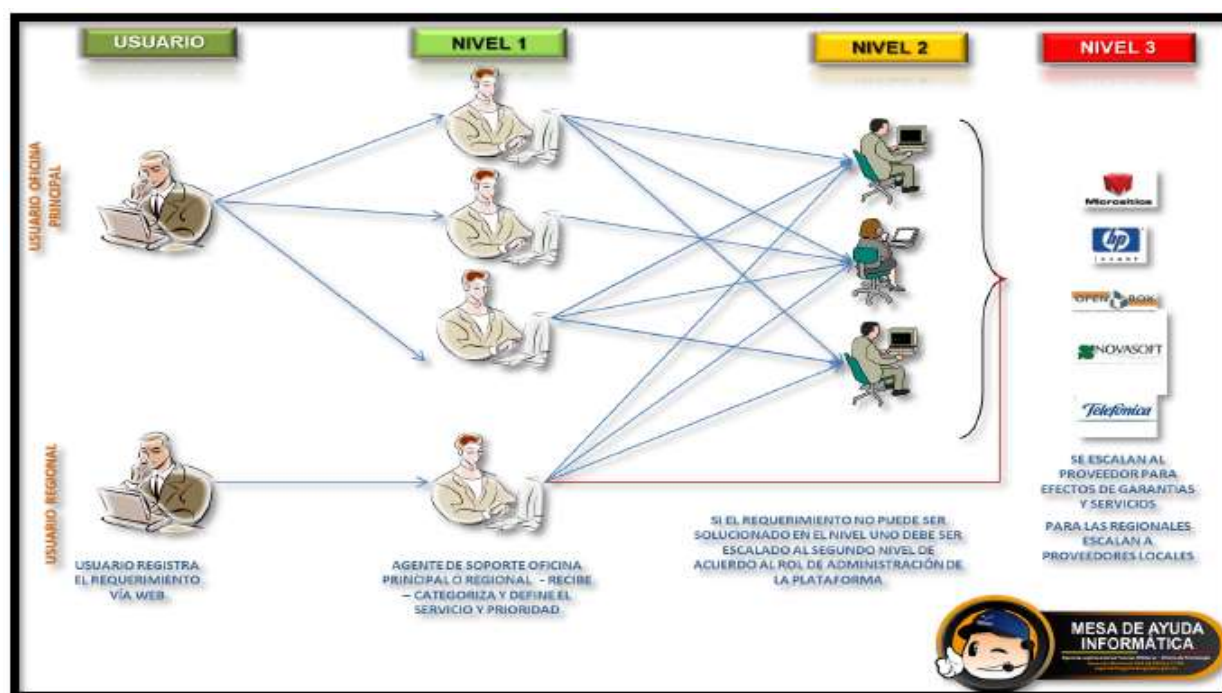 USUARIO
NIVEL 1
NIVEL 2
NIVEL 3
USUARIO OFICINA
PRINCIPAL
Micrositios
hp
invent
OPEN BOX
NOVASOFT
Telefónica
USUARIO REGIONAL
USUARIO REGISTRA
EL REQUERIMIENTO
VÍA WEB
AGENTE DE SOPORTE OFICINA
PRINCIPAL O REGIONAL - RECIBE
– CATEGORIZA Y DEFINE EL
SERVICIO Y PRIORIDAD.
SI EL REQUERIMIENTO NO PUEDE SER
SOLUCIONADO EN EL NIVEL UNO DEBE SER
ESCALADO AL SEGUNDO NIVEL DE
ACUERDO AL ROL DE ADMINISTRACIÓN DE
LA PLATAFORMA
SE ESCALAN AL
PROVEEDOR PARA
EFECTOS DE GARANTIAS
Y SERVICIOS
PARA LAS REGIONALES
ESCALAN A
PROVEEDORES LOCALES
MESA DE AYUDA
INFORMÁTICA